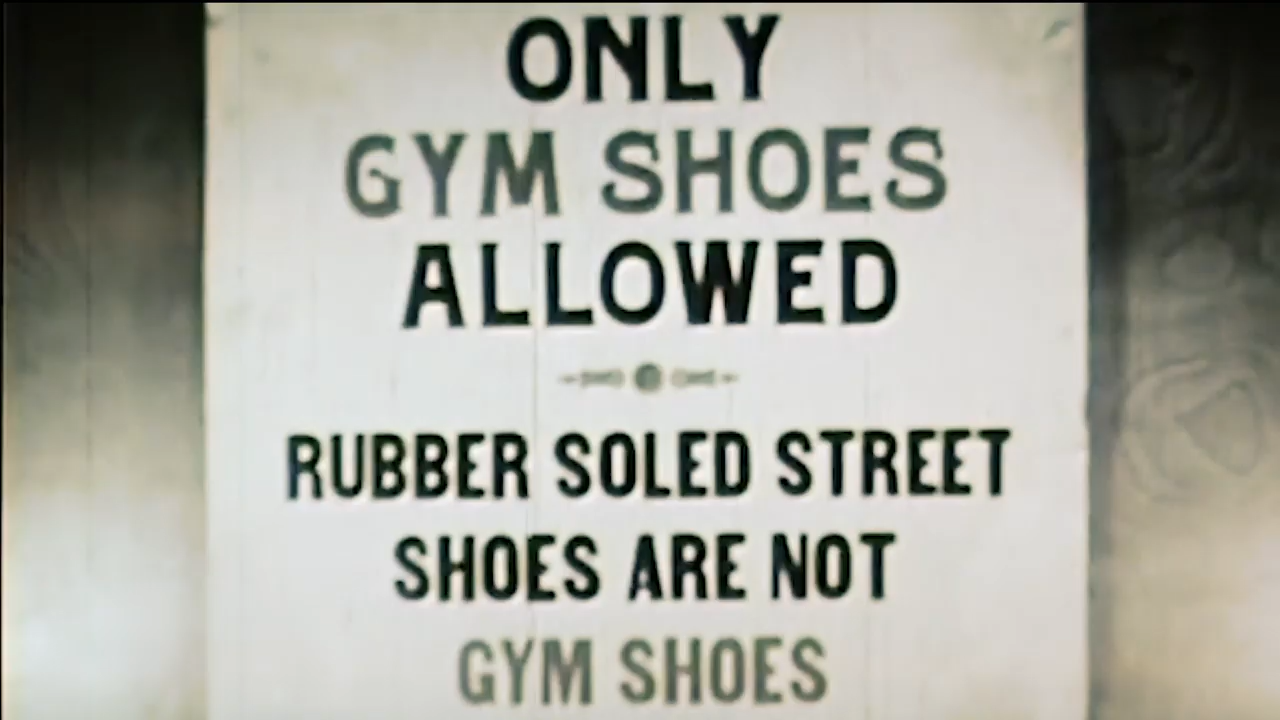 ONLY
GYM SHOES
ALLOWED
RUBBER SOLED STREET
SHOES ARE NOT
GYM SHOES